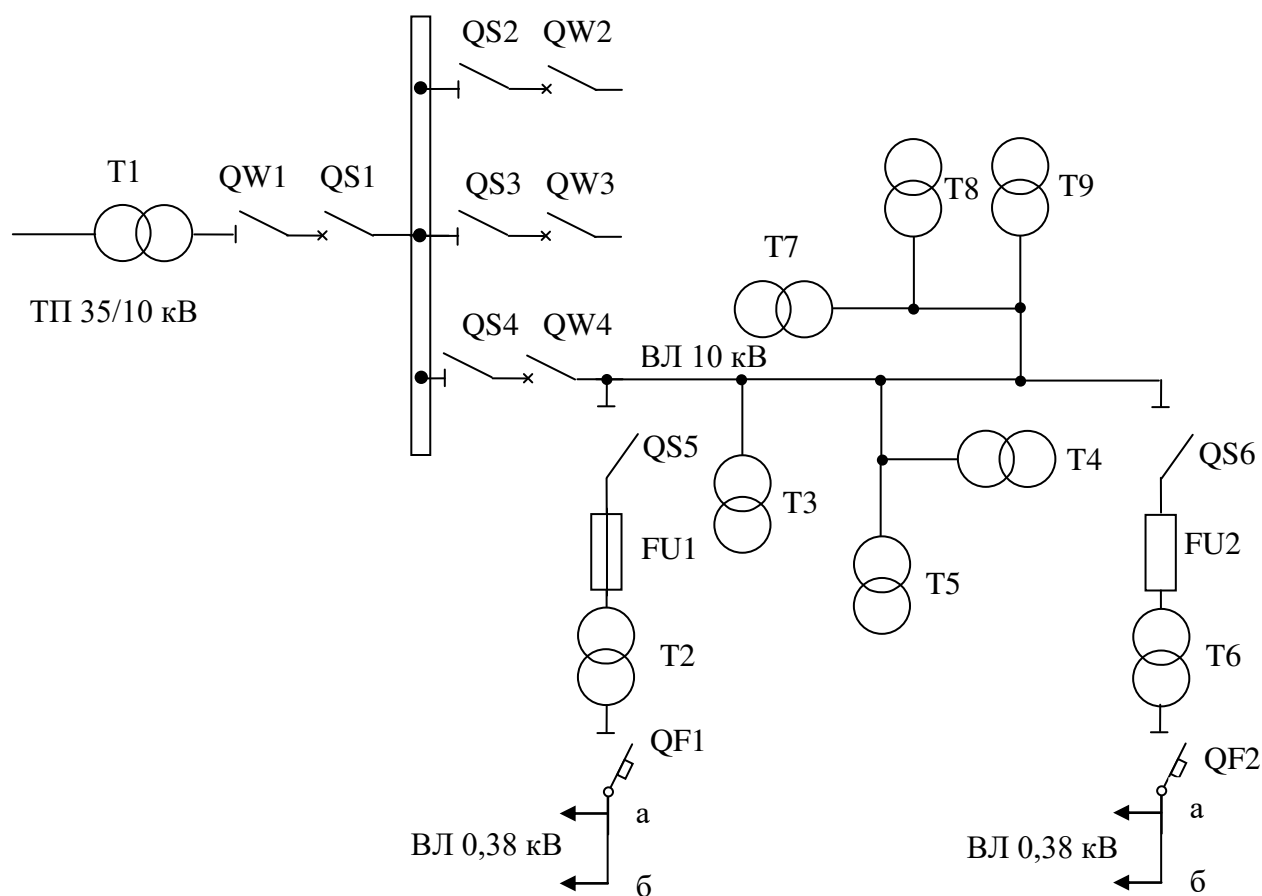 QS2
QW2
T1
QW1
QS1
QS3
QW3
T8
T9
T7
ТП 35/10 кВ
QS4
QW4
ВЛ 10 кВ
QS5
T3
T4
QS6
FU1
T5
FU2
T2
T6
QF1
QF2
а
а
ВЛ 0,38 кВ
ВЛ 0,38 кВ
б
б